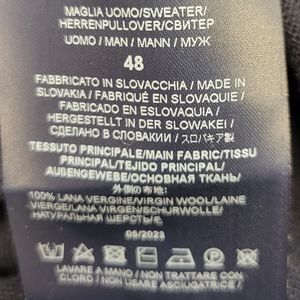 MAGLIA UOMO/SWEATER/
HERRENPULLOVER/СВИТЕР
UOMO / MAN / MANN / МУЖ
48
FABBRICATO IN SLOVACCHIA / MADE IN
SLOVAKIA / FABRIQUÉ EN SLOVAQUIE /
FABRICADO EN ESLOVAQUIA /
HERGESTELLT IN DER SLOWAKEI /
СДЕЛАНО В СЛОВАКИИ / スロバキア製
TESSUTO PRINCIPALE/MAIN FABRIC/TISSU
PRINCIPAL/TEJIDO PRINCIPAL/
AUßENGEWEBE/ОСНОВНАЯ ТКАНЬ/
外側の布地:
100% LANA VERGINE/VIRGIN WOOL/LAINE
VIERGE/LANA VIRGEN/SCHURWOLLE/
НАТУРАЛЬНАЯ ШЕРСТЬ/毛
05/2023
LAVARE A MANO / NON TRATTARE CON
CANDEGGIANTI / NON USARE ASCIUGATRICE /